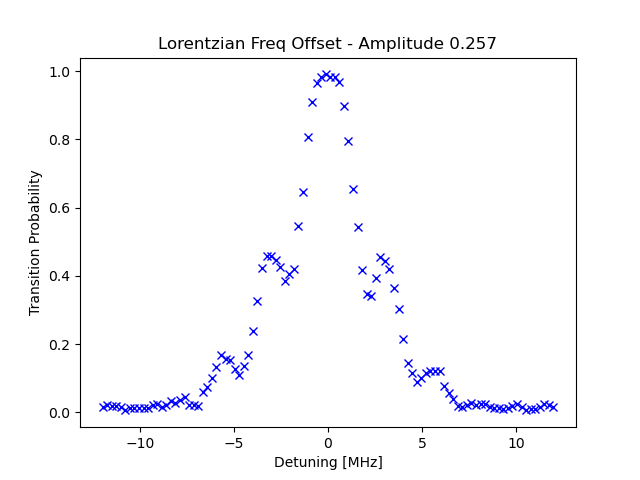 Lorentzian Freq Offset - Amplitude 0.257
1.0
0.8
0.6
0.4
0.2
0.0
Transition Probability
−10 −5 0 5 10
Detuning [MHz]